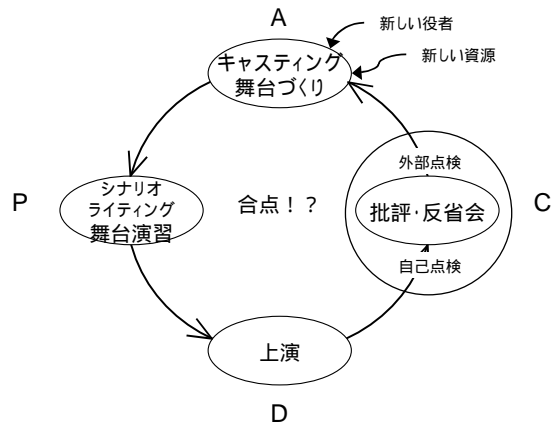 A
新しい役者
新しい資源
キャスティング
舞台づくり
外部点検
P
シナリオ
ライティング
舞台演習
合点！？
批評・反省会
C
自己点検
上演
D